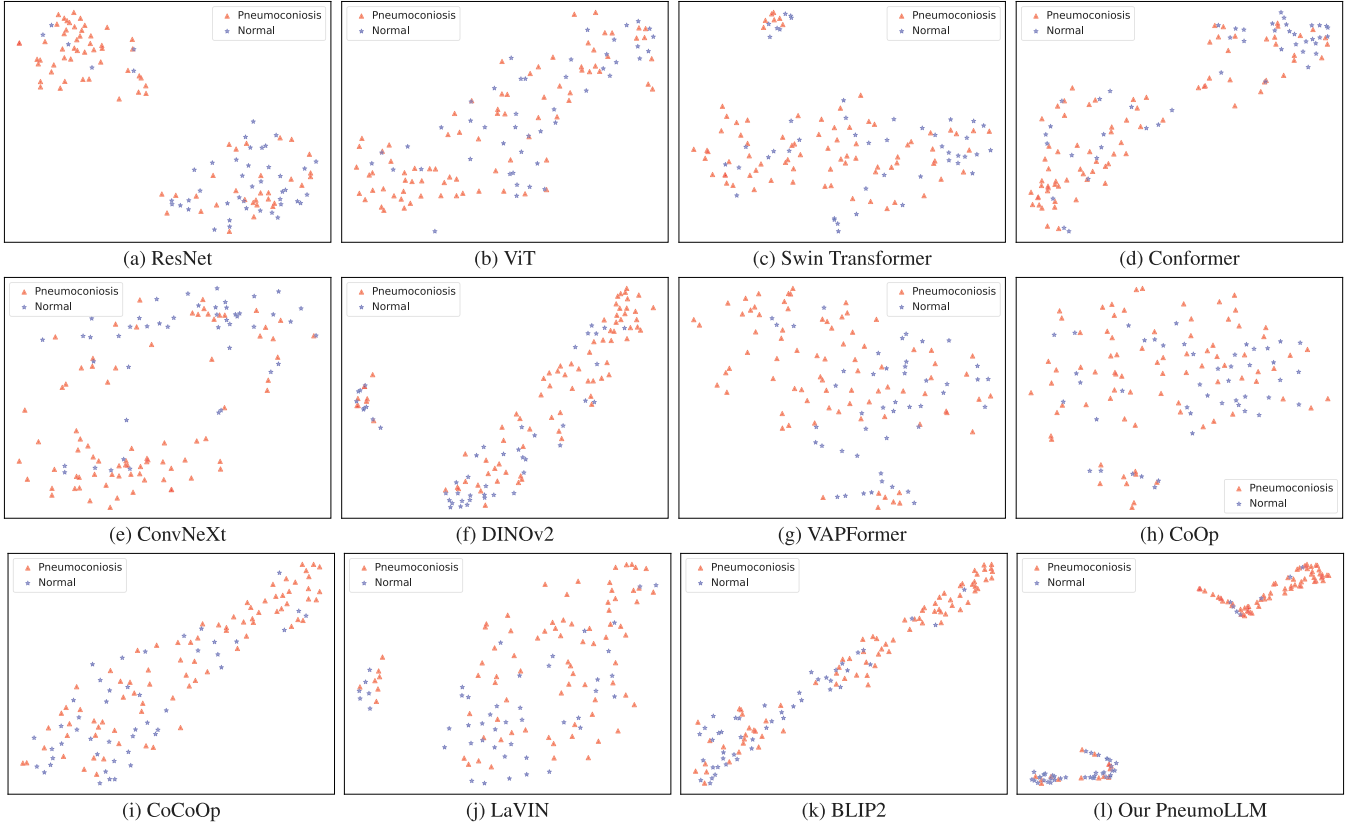 Pneumoconiosis
Normal
Pneumoconiosis
Normal
Pneumoconiosis
Normal
Pneumoconiosis
Normal
(a) ResNet
(b) ViT
(c) Swin Transformer
(d) Conformer
Pneumoconiosis
Normal
Pneumoconiosis
Normal
Pneumoconiosis
Normal
Pneumoconiosis
Normal
(e) ConvNeXt
(f) DINOv2
(g) VAPFormer
(h) CoOp
Pneumoconiosis
Normal
Pneumoconiosis
Normal
Pneumoconiosis
Normal
Pneumoconiosis
Normal
(i) CoCoOp
(j) LaVIN
(k) BLIP2
(l) Our PneumoLLM